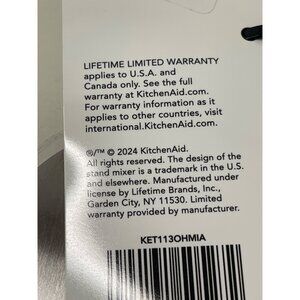 LIFETIME LIMITED WARRANTY
applies to U.S.A. and
Canada only. See the full
warranty at KitchenAid.com.
For warranty information as it
applies to other countries, visit
international.KitchenAid.com.
®/™ © 2024 KitchenAid.
All rights reserved. The design of the
stand mixer is a trademark in the U.S.
and elsewhere. Manufactured under
license by Lifetime Brands, Inc.,
Garden City, NY 11530. Limited
warranty provided by manufacturer.
KET113OHMIA